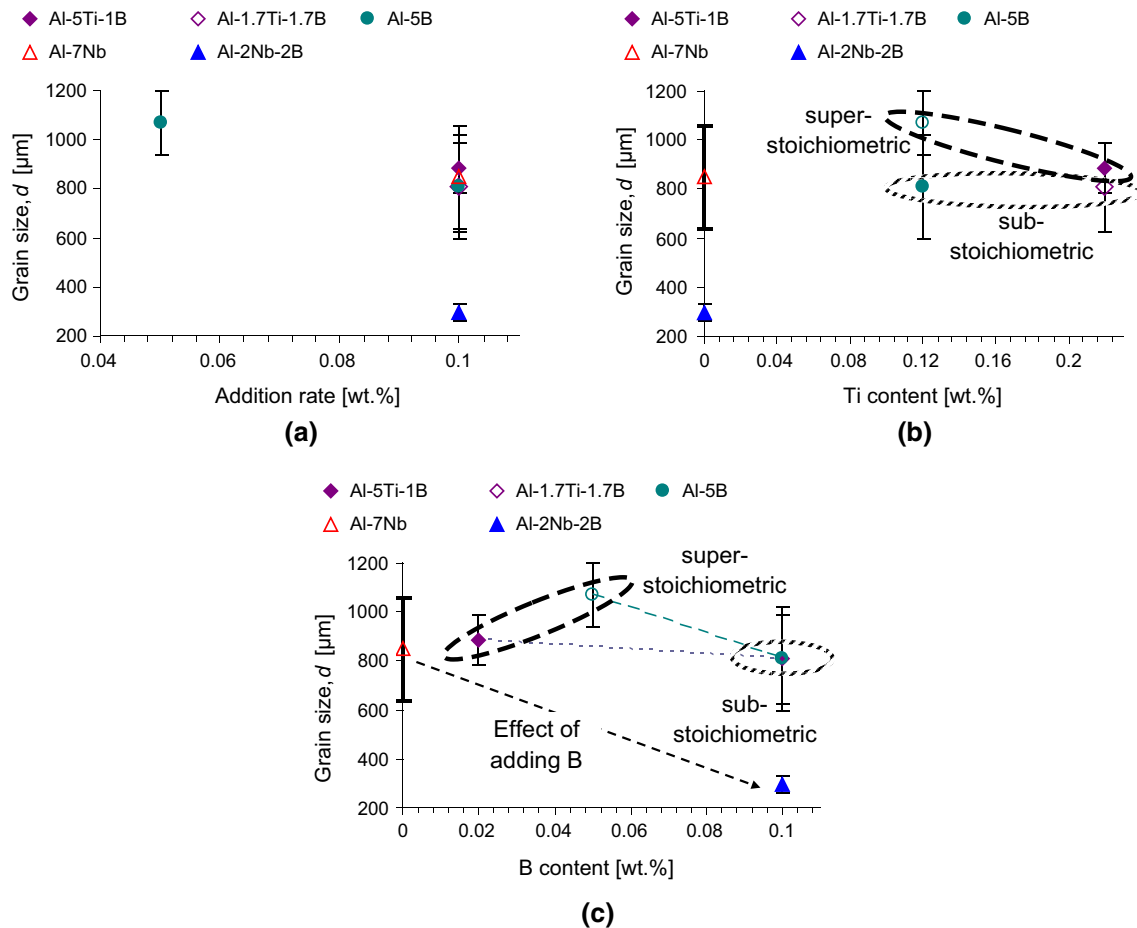 Al-5Ti-1B Al-1.7Ti-1.7B Al-5B
Al-7Nb Al-2Nb-2B
1200
1000
800
600
400
200
Grain size, d [µm]
0.04 0.06 0.08 0.1
Addition rate [wt.%]
(a)
Al-5Ti-1B Al-1.7Ti-1.7B Al-5B
Al-7Nb Al-2Nb-2B
1200
1000
800
600
400
200
Grain size, d [µm]
super-
stoichiometric
sub-
stoichiometric
0 0.04 0.08 0.12 0.16 0.2
Ti content [wt.%]
(b)
Al-5Ti-1B Al-1.7Ti-1.7B Al-5B
Al-7Nb Al-2Nb-2B
1200
1000
800
600
400
200
Grain size, d [µm]
super-
stoichiometric
sub-
stoichiometric
Effect of
adding B
0 0.02 0.04 0.06 0.08 0.1
B content [wt.%]
(c)